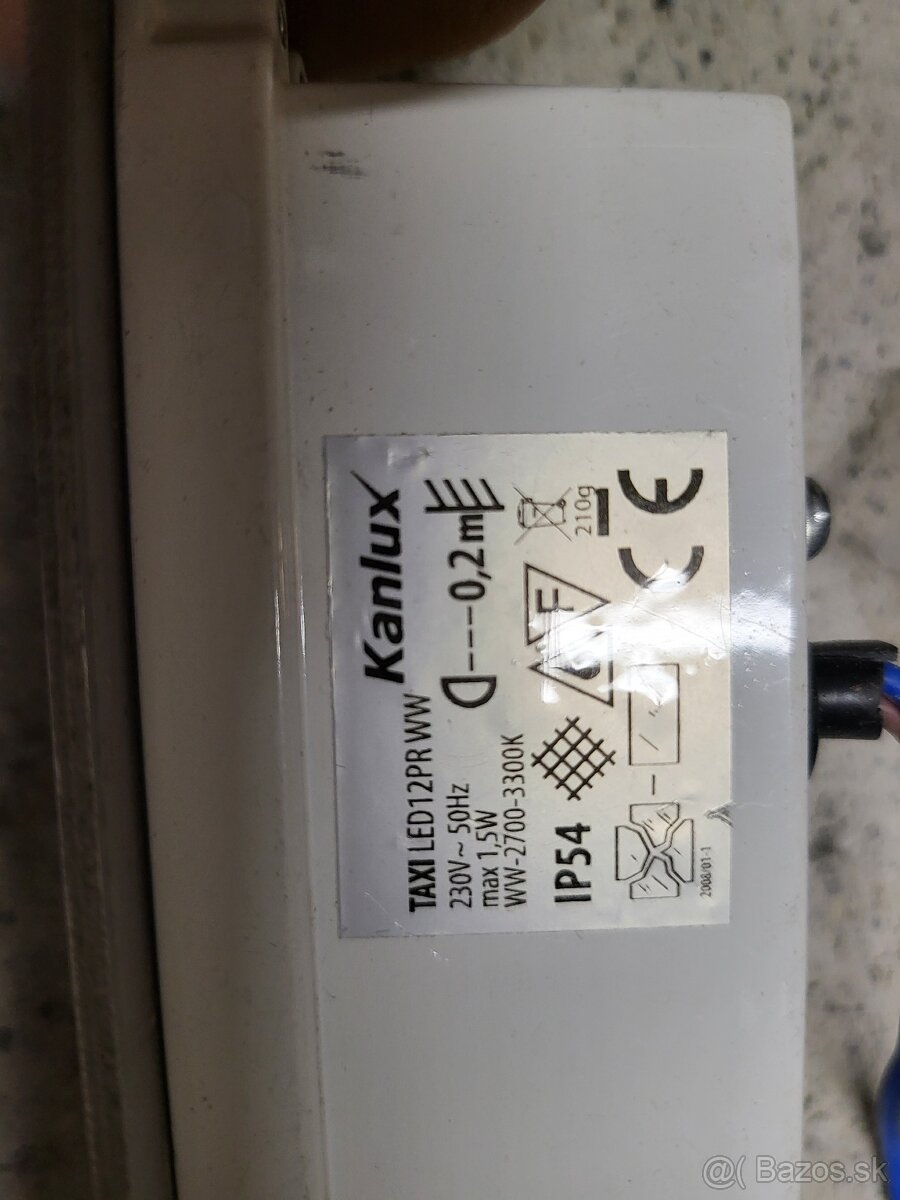 Kanlux
TAXI LED12PR WW
230V~ 50Hz
max 1,5W
WW-2700-3300K
0,2m
IP54
F
210g
CE
2008/01-1
@( Bazos.sk